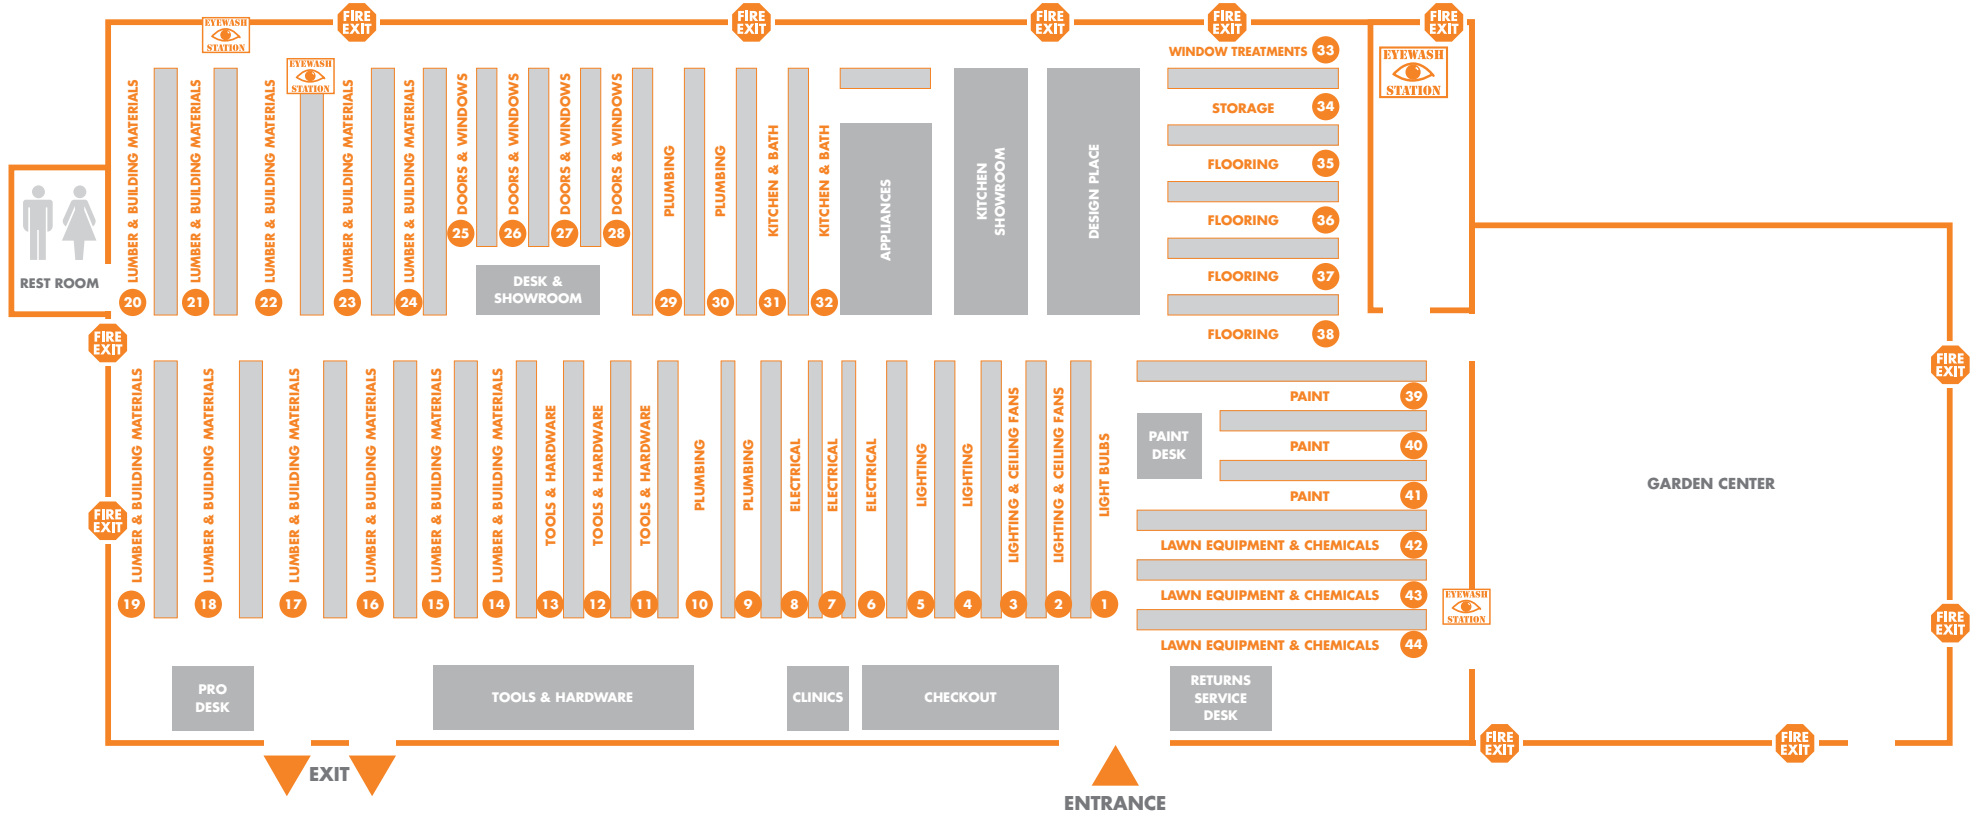 FIRE
EXIT
FIRE
EXIT
FIRE
EXIT
FIRE
EXIT
FIRE
EXIT
EYEWASH
STATION
EYEWASH
STATION
EYEWASH
STATION
LUMBER & BUILDING MATERIALS
20
LUMBER & BUILDING MATERIALS
21
LUMBER & BUILDING MATERIALS
22
LUMBER & BUILDING MATERIALS
23
LUMBER & BUILDING MATERIALS
24
DOORS & WINDOWS
25
DOORS & WINDOWS
26
DOORS & WINDOWS
27
DOORS & WINDOWS
28
DESK &
SHOWROOM
PLUMBING
29
PLUMBING
30
KITCHEN & BATH
31
KITCHEN & BATH
32
APPLIANCES
KITCHEN
SHOWROOM
DESIGN PLACE
WINDOW TREATMENTS 33
STORAGE 34
FLOORING 35
FLOORING 36
FLOORING 37
FLOORING 38
REST ROOM
FIRE
EXIT
FIRE
EXIT
LUMBER & BUILDING MATERIALS
19
LUMBER & BUILDING MATERIALS
18
LUMBER & BUILDING MATERIALS
17
LUMBER & BUILDING MATERIALS
16
LUMBER & BUILDING MATERIALS
15
LUMBER & BUILDING MATERIALS
14
TOOLS & HARDWARE
13
TOOLS & HARDWARE
12
TOOLS & HARDWARE
11
PLUMBING
10
PLUMBING
9
ELECTRICAL
8
ELECTRICAL
7
ELECTRICAL
6
LIGHTING
5
LIGHTING
4
LIGHTING & CEILING FANS
3
LIGHTING & CEILING FANS
2
LIGHT BULBS
1
PAINT 39
PAINT
DESK
PAINT 40
PAINT 41
LAWN EQUIPMENT & CHEMICALS 42
LAWN EQUIPMENT & CHEMICALS 43
LAWN EQUIPMENT & CHEMICALS 44
EYEWASH
STATION
GARDEN CENTER
FIRE
EXIT
FIRE
EXIT
PRO
DESK
TOOLS & HARDWARE
CLINICS
CHECKOUT
RETURNS
SERVICE
DESK
FIRE
EXIT
FIRE
EXIT
EXIT
ENTRANCE